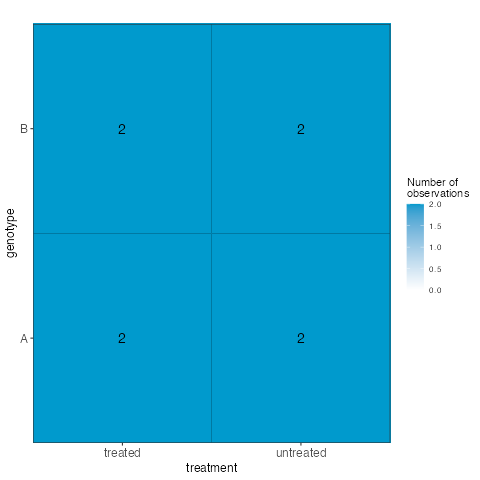 B
2
2
A
2
2
genotype
treated
untreated
treatment
Number of
observations
2.0
1.5
1.0
0.5
0.0